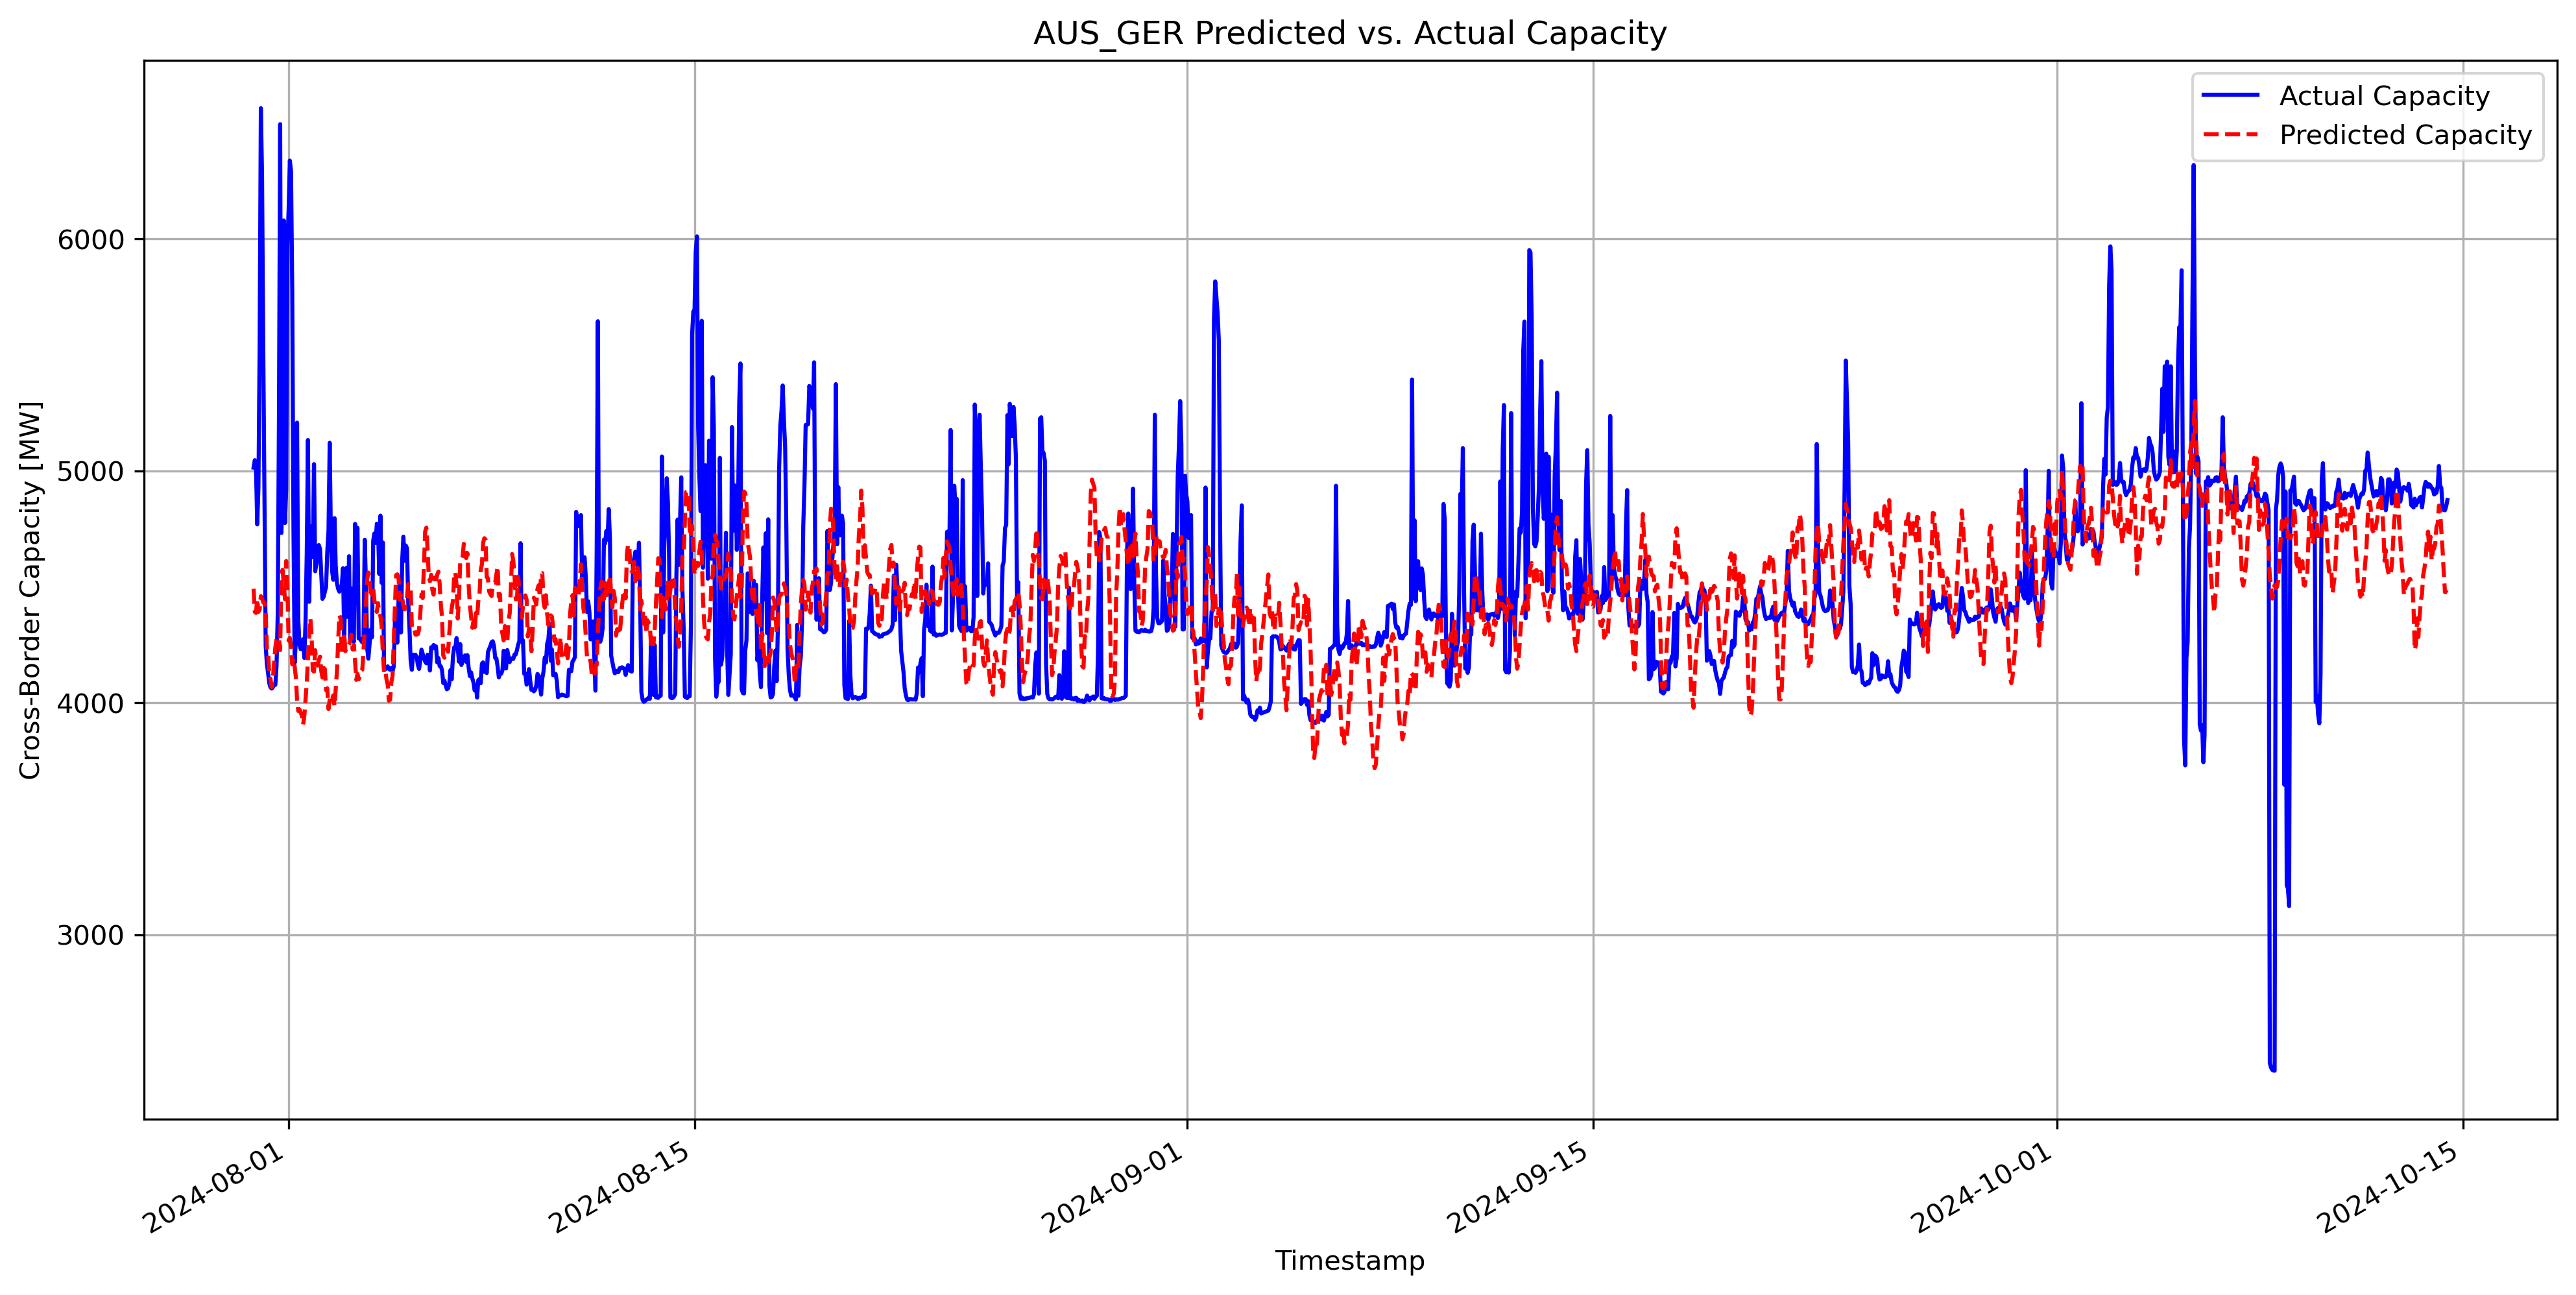 AUS_GER Predicted vs. Actual Capacity
Actual Capacity
Predicted Capacity
Cross-Border Capacity [MW]
6000
5000
4000
3000
2024-08-01
2024-08-15
2024-09-01
2024-09-15
2024-10-01
2024-10-15
Timestamp